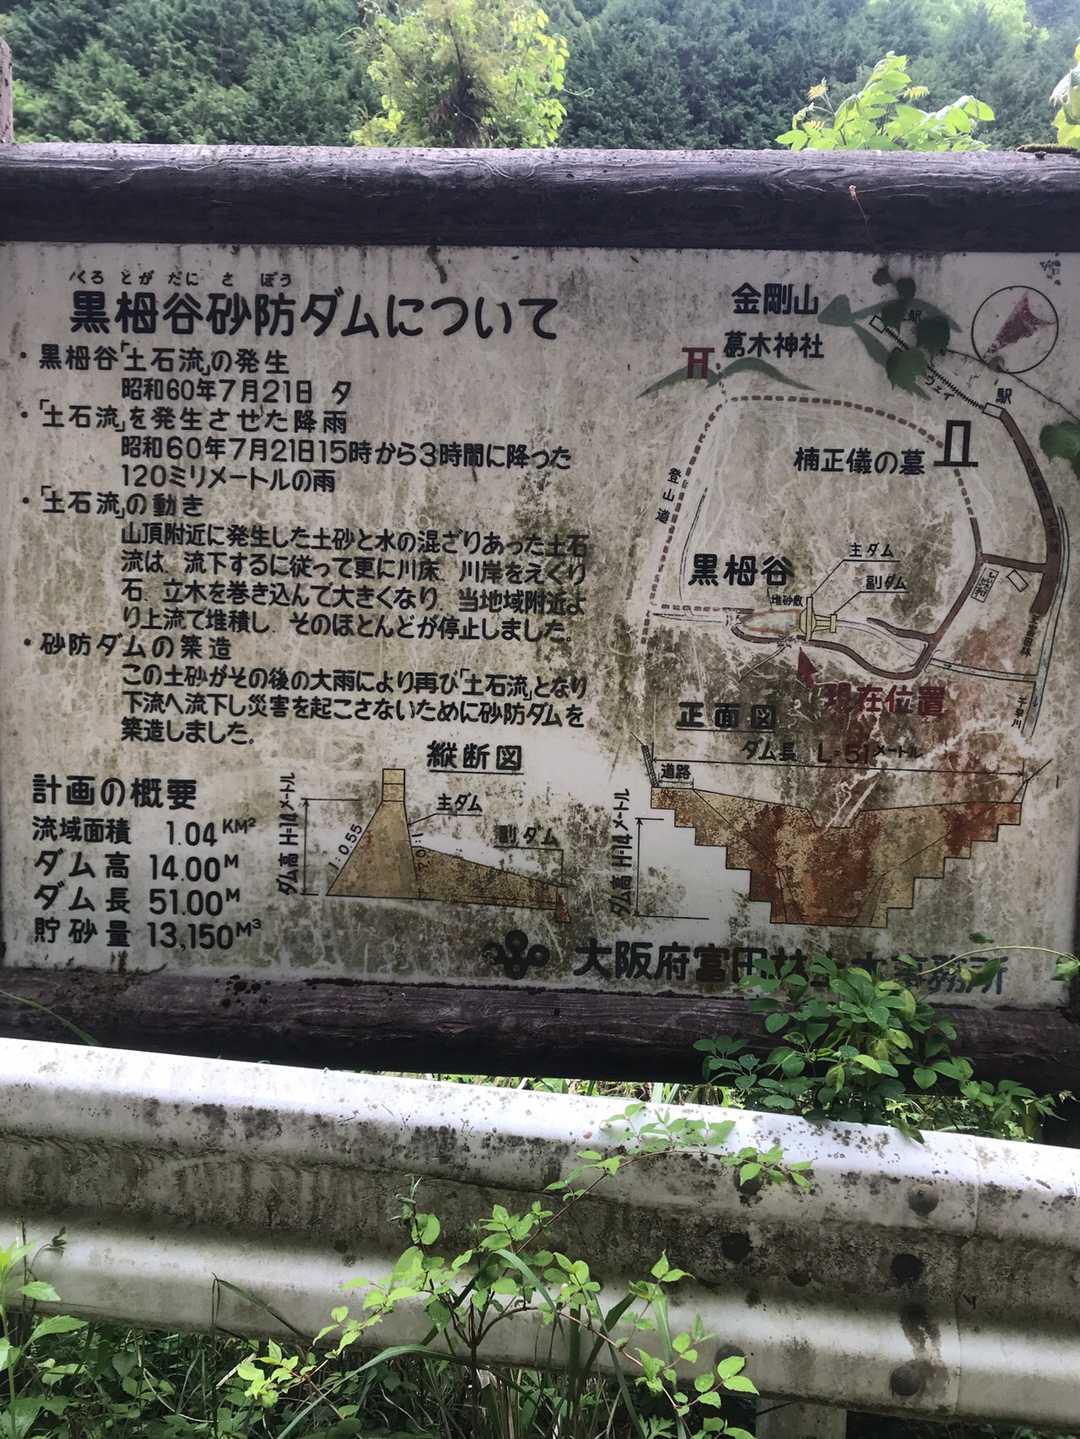 くろとがだにさぼう
黒栂谷砂防ダムについて
・黒栂谷「土石流」の発生
昭和60年7月21日 夕
・「土石流」を発生させた降雨
昭和60年7月21日15時から3時間に降った
120ミリメートルの雨
・「土石流」の動き
山頂附近に発生した土砂と水の混ざりあった土石
流は、流下するに従って更に川床、川岸をえぐり
石、立木を巻き込んで大きくなり、当地域附近よ
り上流で堆積し、そのほとんどが停止しました。
・砂防ダムの築造
この土砂がその後の大雨により再び「土石流」となり
下流へ流下し災害を起こさないために砂防ダムを
築造しました。
計画の概要
流域面積 1.04KM²
ダム高 14.00M
ダム長 51.00M
貯砂量 13,150M³
縦断図
ダム高 H=14メートル
1:0.55
主ダム
副ダム
金剛山
葛木神社
駅
ウェイ
駅
楠正儀の墓
登山道
黒栂谷
主ダム
副ダム
堆砂敷
現在位置
千早川
正面図
ダム長 L=51メートル
道路
ダム高 H=14メートル
大阪府富田林土木事務所